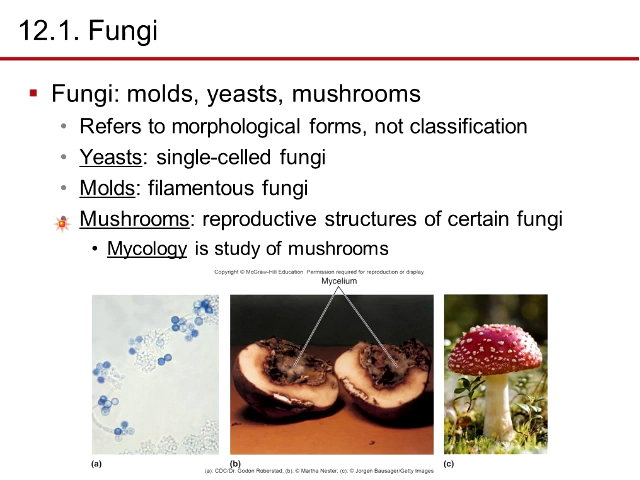 12.1. Fungi
Fungi: molds, yeasts, mushrooms
Refers to morphological forms, not classification
Yeasts: single-celled fungi
Molds: filamentous fungi
Mushrooms: reproductive structures of certain fungi
Mycology is study of mushrooms
Copyright © McGraw-Hill Education. Permission required for reproduction or display.
Mycelium
(a)
(b)
(c)
(a): CDC/Dr. Godon Roberstad; (b): © Martha Nester; (c): © Jorgen Bausager/Getty Images